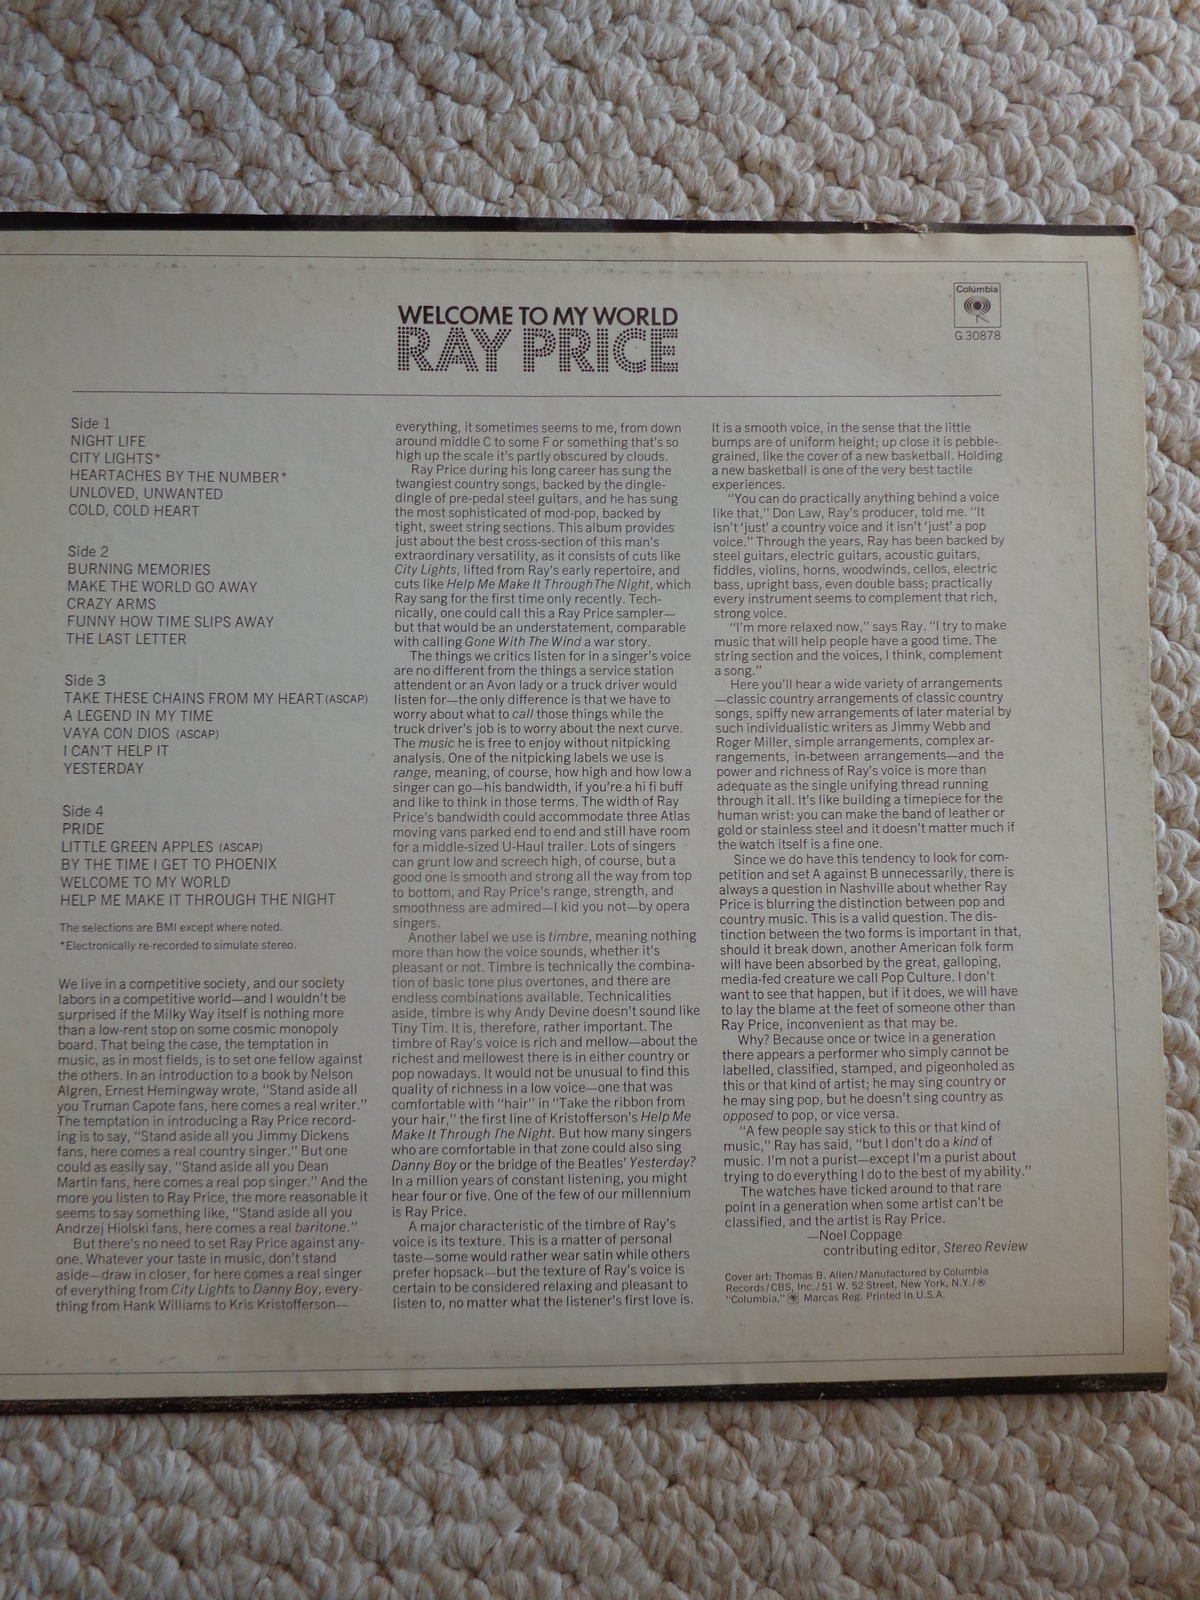 WELCOME TO MY WORLD
RAY PRICE
Columbia
G 30878
Side 1
NIGHT LIFE
CITY LIGHTS*
HEARTACHES BY THE NUMBER*
UNLOVED, UNWANTED
COLD, COLD HEART
Side 2
BURNING MEMORIES
MAKE THE WORLD GO AWAY
CRAZY ARMS
FUNNY HOW TIME SLIPS AWAY
THE LAST LETTER
Side 3
TAKE THESE CHAINS FROM MY HEART (ASCAP)
A LEGEND IN MY TIME
VAYA CON DIOS (ASCAP)
I CAN'T HELP IT
YESTERDAY
Side 4
PRIDE
LITTLE GREEN APPLES (ASCAP)
BY THE TIME I GET TO PHOENIX
WELCOME TO MY WORLD
HELP ME MAKE IT THROUGH THE NIGHT
The selections are BMI except where noted.
*Electronically re-recorded to simulate stereo.
We live in a competitive society, and our society
labors in a competitive world—and I wouldn't be
surprised if the Milky Way itself is nothing more
than a low-rent stop on some cosmic monopoly
board. That being the case, the temptation in
music, as in most fields, is to set one fellow against
the others. In an introduction to a book by Nelson
Algren, Ernest Hemingway wrote, "Stand aside all
you Truman Capote fans, here comes a real writer."
The temptation in introducing a Ray Price record-
ing is to say, "Stand aside all you Jimmy Dickens
fans, here comes a real country singer." But one
could as easily say, "Stand aside all you Dean
Martin fans, here comes a real pop singer." And the
more you listen to Ray Price, the more reasonable it
seems to say something like, "Stand aside all you
Andrzej Hiolski fans, here comes a real baritone."
But there's no need to set Ray Price against any-
one. Whatever your taste in music, don't stand
aside—draw in closer, for here comes a real singer
of everything from City Lights to Danny Boy, every-
thing from Hank Williams to Kris Kristofferson—
everything, it sometimes seems to me, from down
around middle C to some F or something that's so
high up the scale it's partly obscured by clouds.
Ray Price during his long career has sung the
twangiest country songs, backed by the dingle-
dingle of pre-pedal steel guitars, and he has sung
the most sophisticated of mod-pop, backed by
tight, sweet string sections. This album provides
just about the best cross-section of this man's
extraordinary versatility, as it consists of cuts like
City Lights, lifted from Ray's early repertoire, and
cuts like Help Me Make It Through The Night, which
Ray sang for the first time only recently. Tech-
nically, one could call this a Ray Price sampler—
but that would be an understatement, comparable
with calling Gone With The Wind a war story.
The things we critics listen for in a singer's voice
are no different from the things a service station
attendent or an Avon lady or a truck driver would
listen for—the only difference is that we have to
worry about what to call those things while the
truck driver's job is to worry about the next curve.
The music he is free to enjoy without nitpicking
analysis. One of the nitpicking labels we use is
range, meaning, of course, how high and how low a
singer can go—his bandwidth, if you're a hi fi buff
and like to think in those terms. The width of Ray
Price's bandwidth could accommodate three Atlas
moving vans parked end to end and still have room
for a middle-sized U-Haul trailer. Lots of singers
can grunt low and screech high, of course, but a
good one is smooth and strong all the way from top
to bottom, and Ray Price's range, strength, and
smoothness are admired—I kid you not—by opera
singers.
Another label we use is timbre, meaning nothing
more than how the voice sounds, whether it's
pleasant or not. Timbre is technically the combina-
tion of basic tone plus overtones, and there are
endless combinations available. Technicalities
aside, timbre is why Andy Devine doesn't sound like
Tiny Tim. It is, therefore, rather important. The
timbre of Ray's voice is rich and mellow—about the
richest and mellowest there is in either country or
pop nowadays. It would not be unusual to find this
quality of richness in a low voice—one that was
comfortable with "hair" in "Take the ribbon from
your hair," the first line of Kristofferson's Help Me
Make It Through The Night. But how many singers
who are comfortable in that zone could also sing
Danny Boy or the bridge of the Beatles' Yesterday?
In a million years of constant listening, you might
hear four or five. One of the few of our millennium
is Ray Price.
A major characteristic of the timbre of Ray's
voice is its texture. This is a matter of personal
taste—some would rather wear satin while others
prefer hopsack—but the texture of Ray's voice is
certain to be considered relaxing and pleasant to
listen to, no matter what the listener's first love is.
It is a smooth voice, in the sense that the little
bumps are of uniform height; up close it is pebble-
grained, like the cover of a new basketball. Holding
a new basketball is one of the very best tactile
experiences.
"You can do practically anything behind a voice
like that," Don Law, Ray's producer, told me. "It
isn't 'just' a country voice and it isn't 'just' a pop
voice." Through the years, Ray has been backed by
steel guitars, electric guitars, acoustic guitars,
fiddles, violins, horns, woodwinds, cellos, electric
bass, upright bass, even double bass; practically
every instrument seems to complement that rich,
strong voice.
"I'm more relaxed now," says Ray. "I try to make
music that will help people have a good time. The
string section and the voices, I think, complement
a song."
Here you'll hear a wide variety of arrangements
—classic country arrangements of classic country
songs, spiffy new arrangements of later material by
such individualistic writers as Jimmy Webb and
Roger Miller, simple arrangements, complex ar-
rangements, in-between arrangements—and the
power and richness of Ray's voice is more than
adequate as the single unifying thread running
through it all. It's like building a timepiece for the
human wrist: you can make the band of leather or
gold or stainless steel and it doesn't matter much if
the watch itself is a fine one.
Since we do have this tendency to look for com-
petition and set A against B unnecessarily, there is
always a question in Nashville about whether Ray
Price is blurring the distinction between pop and
country music. This is a valid question. The dis-
tinction between the two forms is important in that,
should it break down, another American folk form
will have been absorbed by the great, galloping,
media-fed creature we call Pop Culture. I don't
want to see that happen, but if it does, we will have
to lay the blame at the feet of someone other than
Ray Price, inconvenient as that may be.
Why? Because once or twice in a generation
there appears a performer who simply cannot be
labelled, classified, stamped, and pigeonholed as
this or that kind of artist; he may sing country or
he may sing pop, but he doesn't sing country as
opposed to pop, or vice versa.
"A few people say stick to this or that kind of
music," Ray has said, "but I don't do a kind of
music. I'm not a purist—except I'm a purist about
trying to do everything I do to the best of my ability."
The watches have ticked around to that rare
point in a generation when some artist can't be
classified, and the artist is Ray Price.
—Noel Coppage
contributing editor, Stereo Review
Cover art: Thomas B. Allen/Manufactured by Columbia
Records/CBS, Inc./51 W. 52 Street, New York, N.Y./®
"Columbia," Marcas Reg. Printed in U.S.A.